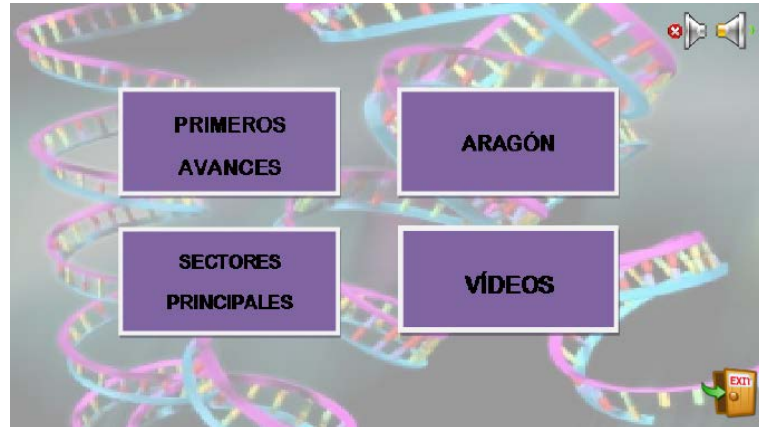 PRIMEROS
AVANCES
ARAGÓN
SECTORES
PRINCIPALES
VÍDEOS
EXIT